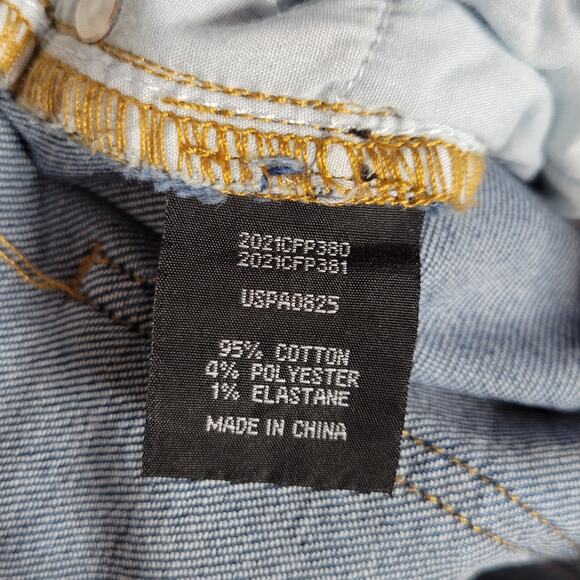 2021CFP380
2021CFP381
USPA0825
95% COTTON
4% POLYESTER
1% ELASTANE
MADE IN CHINA